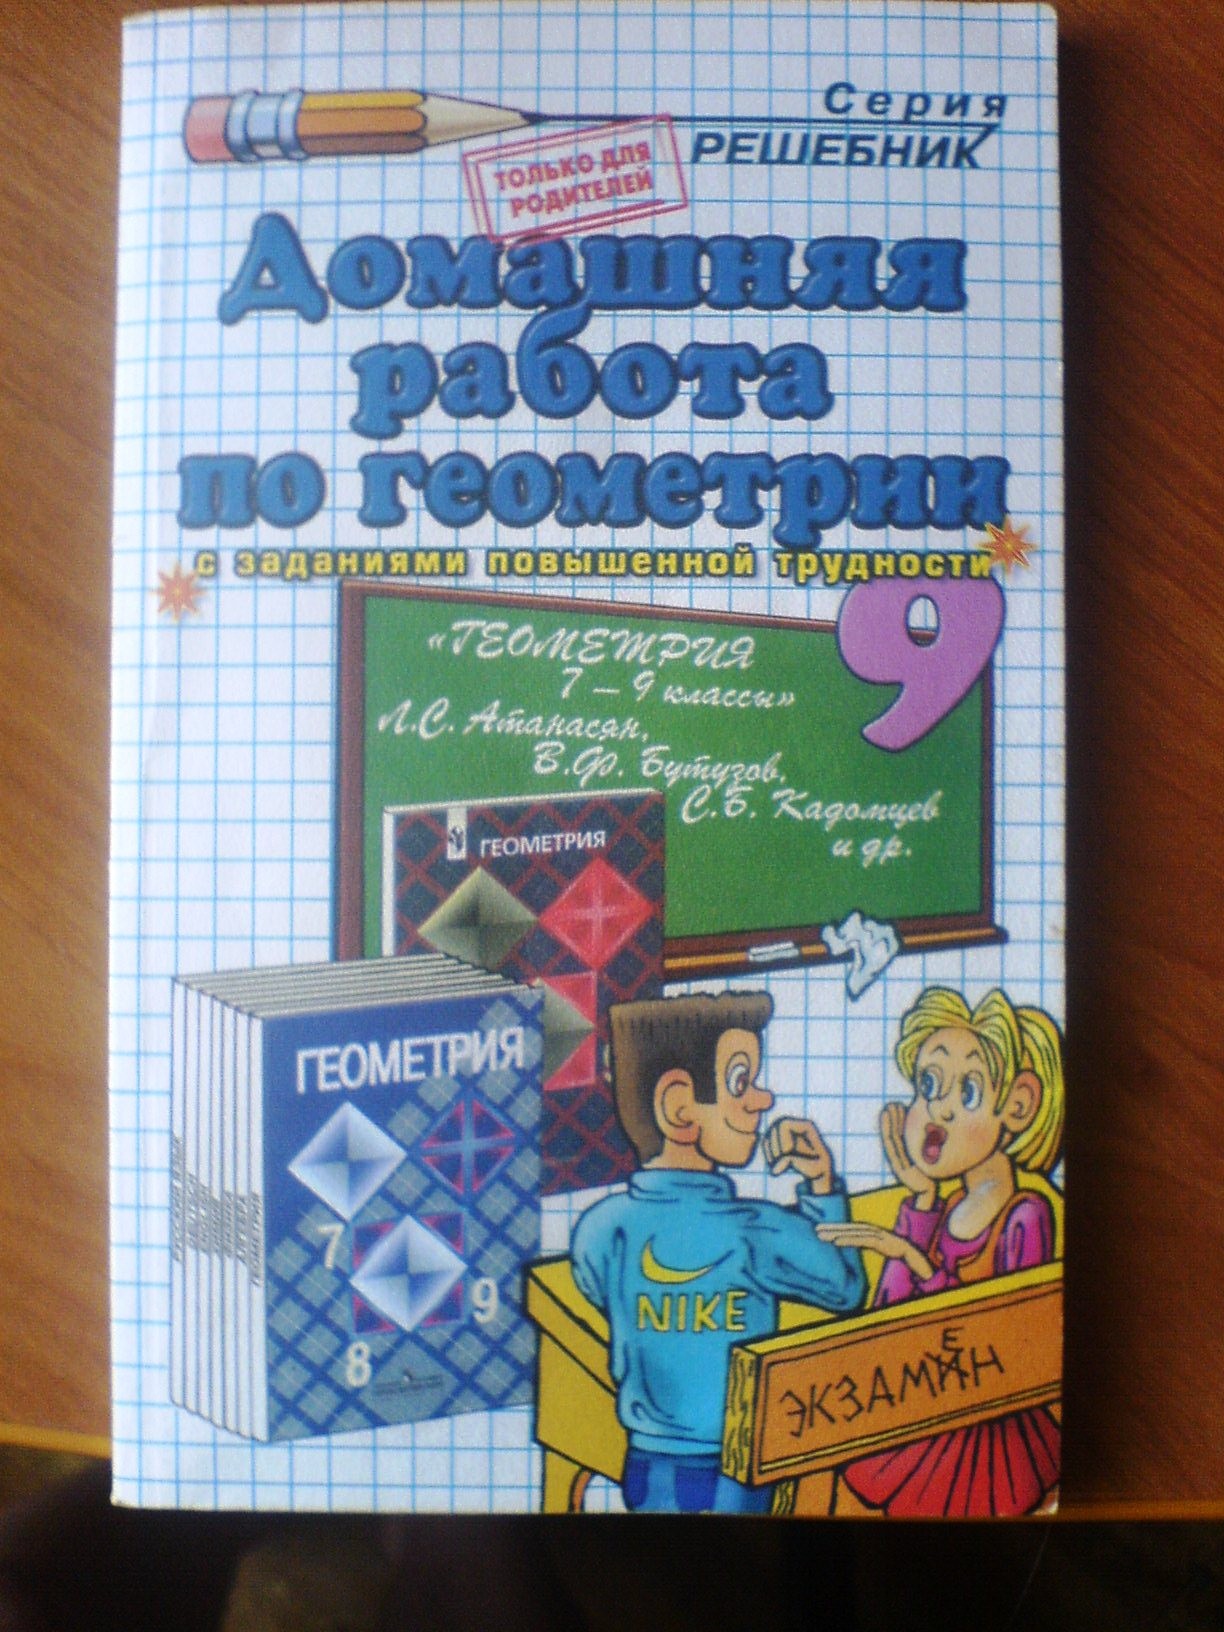 Серия
РЕШЕБНИК
ТОЛЬКО ДЛЯ
РОДИТЕЛЕЙ
Домашняя
работа
по геометрии
с заданиями повышенной трудности
9
«ГЕОМЕТРИЯ
7 – 9 классы»
Л.С. Атанасян,
В.Ф. Бутузов,
С.Б. Кадомцев
и др.
ГЕОМЕТРИЯ
ГЕОМЕТРИЯ
7
9
8
ГЕОМЕТРИЯ
NIKE
ЭКЗАМЕН